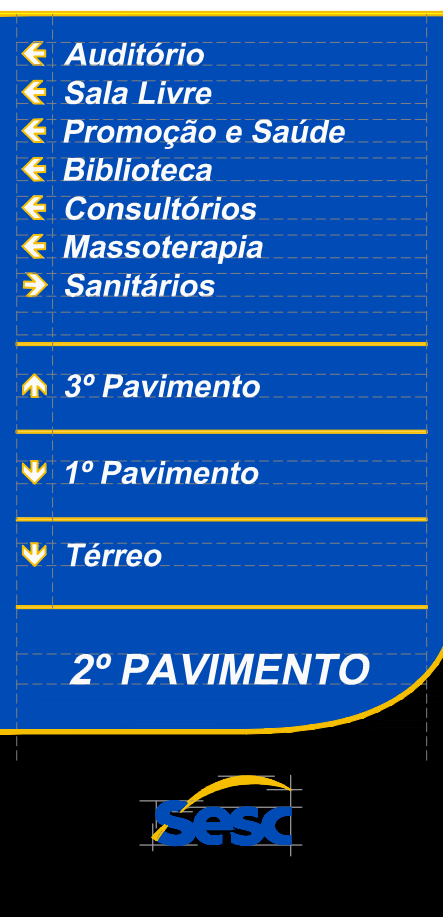 Auditório
Sala Livre
Promoção e Saúde
Biblioteca
Consultórios
Massoterapia
Sanitários
3º Pavimento
1º Pavimento
Térreo
2º PAVIMENTO
Sesc